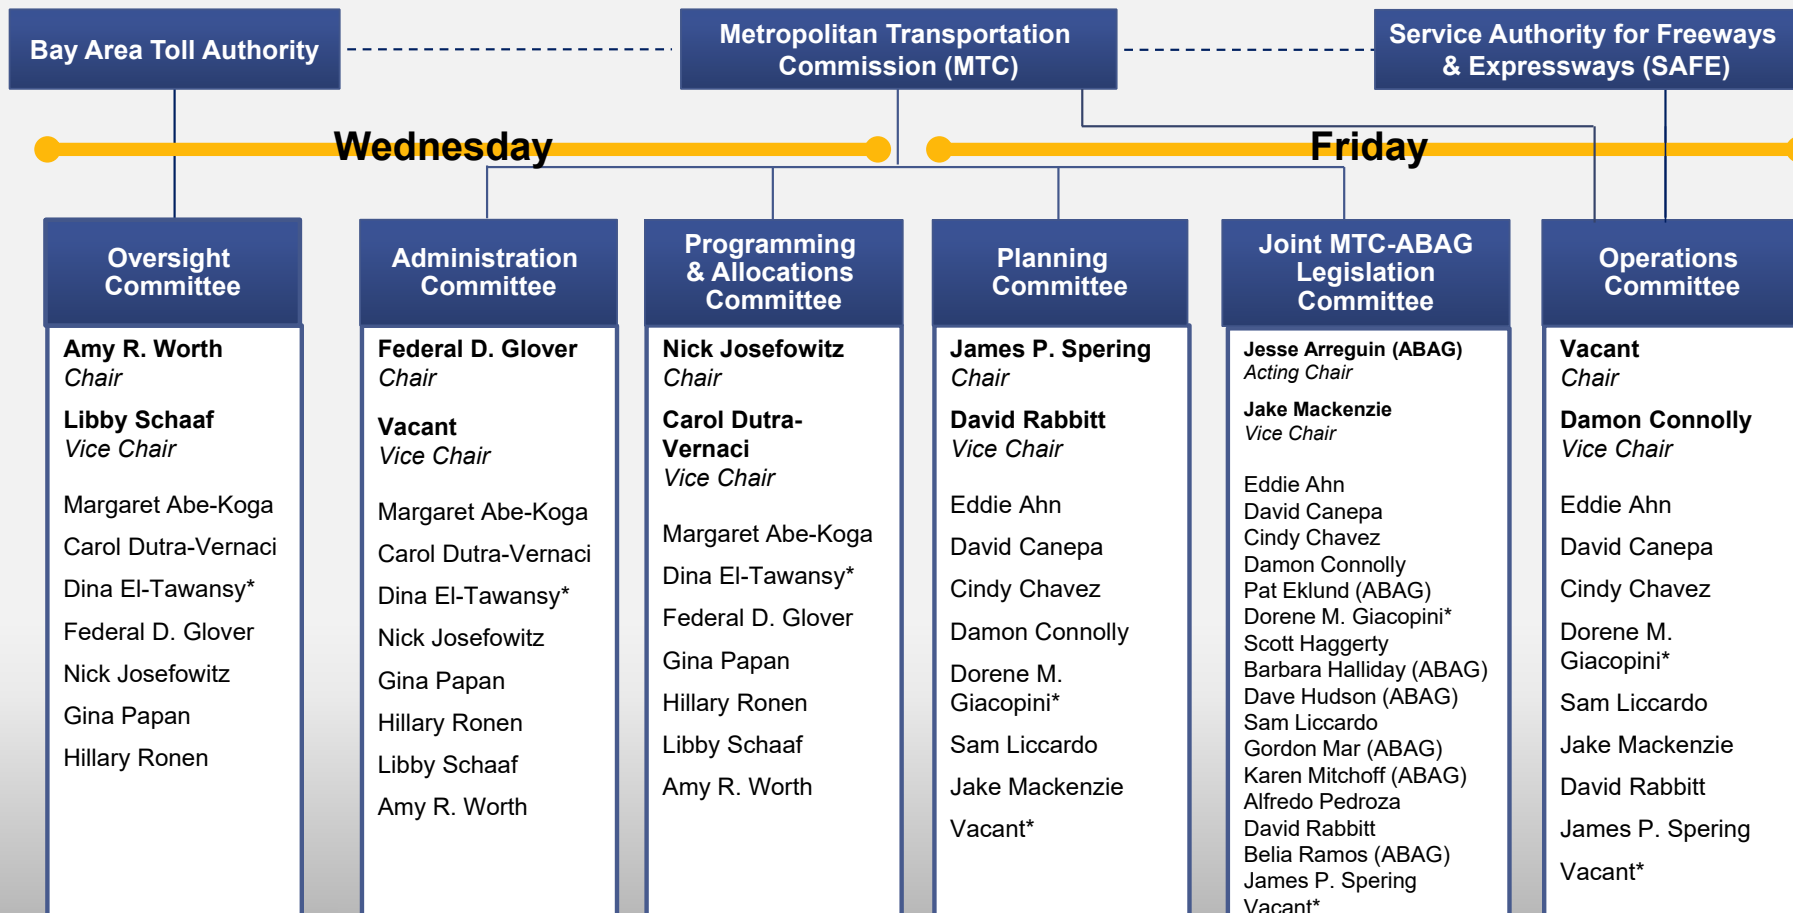 Bay Area Toll Authority
Metropolitan Transportation
Commission (MTC)
Service Authority for Freeways
& Expressways (SAFE)
Wednesday
Friday
Oversight
Committee
Amy R. Worth
Chair
Libby Schaaf
Vice Chair
Margaret Abe-Koga
Carol Dutra-Vernaci
Dina El-Tawansy*
Federal D. Glover
Nick Josefowitz
Gina Papan
Hillary Ronen
Administration
Committee
Federal D. Glover
Chair
Vacant
Vice Chair
Margaret Abe-Koga
Carol Dutra-Vernaci
Dina El-Tawansy*
Nick Josefowitz
Gina Papan
Hillary Ronen
Libby Schaaf
Amy R. Worth
Programming
& Allocations
Committee
Nick Josefowitz
Chair
Carol Dutra-
Vernaci
Vice Chair
Margaret Abe-Koga
Dina El-Tawansy*
Federal D. Glover
Gina Papan
Hillary Ronen
Libby Schaaf
Amy R. Worth
Planning
Committee
James P. Spering
Chair
David Rabbitt
Vice Chair
Eddie Ahn
David Canepa
Cindy Chavez
Damon Connolly
Dorene M.
Giacopini*
Sam Liccardo
Jake Mackenzie
Vacant*
Joint MTC-ABAG
Legislation
Committee
Jesse Arreguin (ABAG)
Acting Chair
Jake Mackenzie
Vice Chair
Eddie Ahn
David Canepa
Cindy Chavez
Damon Connolly
Pat Eklund (ABAG)
Dorene M. Giacopini*
Scott Haggerty
Barbara Halliday (ABAG)
Dave Hudson (ABAG)
Sam Liccardo
Gordon Mar (ABAG)
Karen Mitchoff (ABAG)
Alfredo Pedroza
David Rabbitt
Belia Ramos (ABAG)
James P. Spering
Vacant*
Operations
Committee
Vacant
Chair
Damon Connolly
Vice Chair
Eddie Ahn
David Canepa
Cindy Chavez
Dorene M.
Giacopini*
Sam Liccardo
Jake Mackenzie
David Rabbitt
James P. Spering
Vacant*